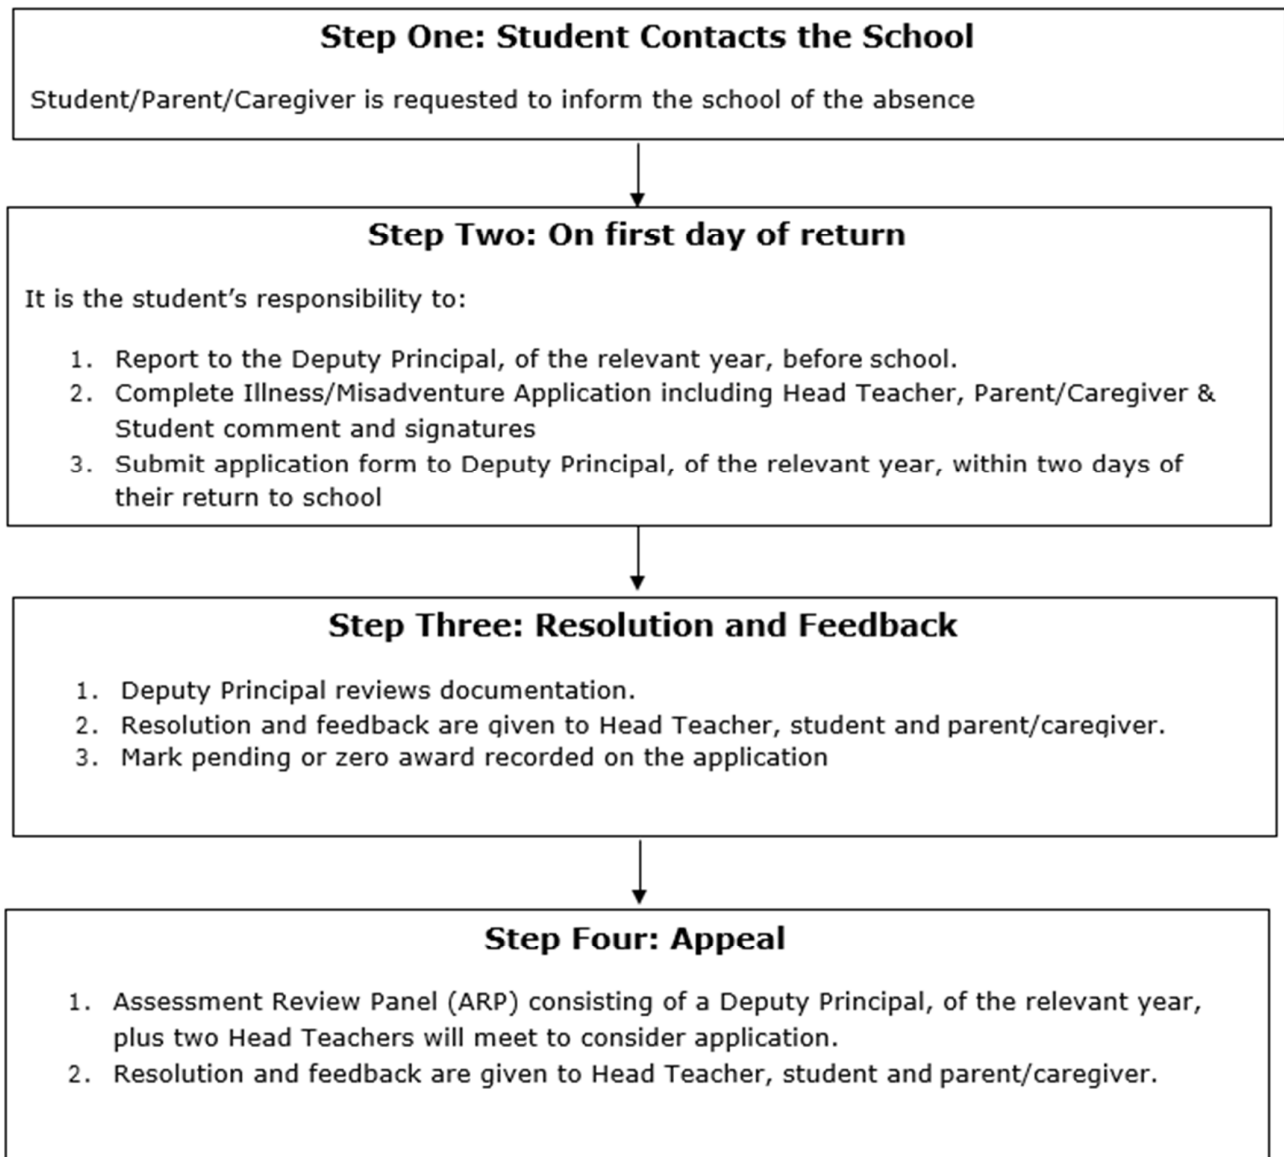 Step One: Student Contacts the School
Student/Parent/Caregiver is requested to inform the school of the absence
Step Two: On first day of return
It is the student’s responsibility to:
1. Report to the Deputy Principal, of the relevant year, before school.
2. Complete Illness/Misadventure Application including Head Teacher, Parent/Caregiver &
Student comment and signatures
3. Submit application form to Deputy Principal, of the relevant year, within two days of
their return to school
Step Three: Resolution and Feedback
1. Deputy Principal reviews documentation.
2. Resolution and feedback are given to Head Teacher, student and parent/caregiver.
3. Mark pending or zero award recorded on the application
Step Four: Appeal
1. Assessment Review Panel (ARP) consisting of a Deputy Principal, of the relevant year,
plus two Head Teachers will meet to consider application.
2. Resolution and feedback are given to Head Teacher, student and parent/caregiver.